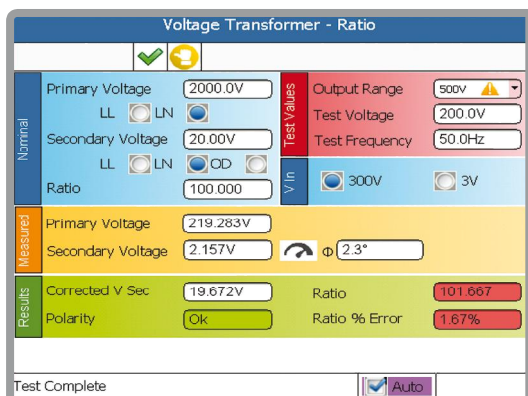 Voltage Transformer - Ratio
Nominal
Primary Voltage 2000.0V
LL LN
Secondary Voltage 20.00V
LL LN OD
Ratio 100.000
Test Values
Output Range 500V
Test Voltage 200.0V
Test Frequency 50.0Hz
V In
300V 3V
Measured
Primary Voltage 219.283V
Secondary Voltage 2.157V Φ 2.3°
Results
Corrected V Sec 19.672V
Polarity Ok
Ratio 101.667
Ratio % Error 1.67%
Test Complete
Auto